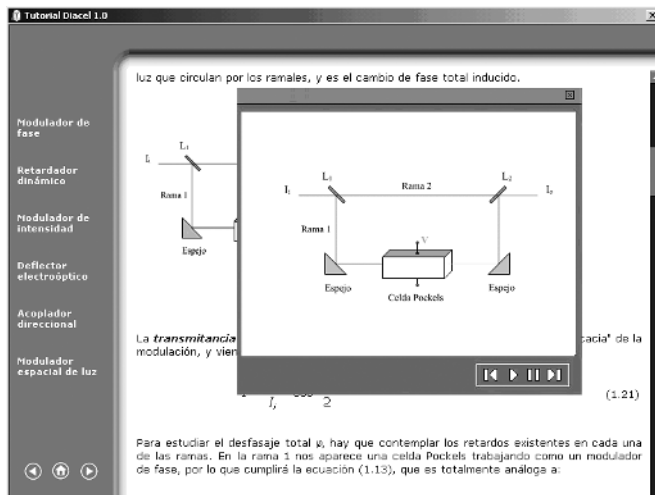 Tutorial Diacel 1.0
luz que circulan por los ramales, y es el cambio de fase total inducido.
Modulador de
fase
Retardador
dinámico
Modulador de
intensidad
Deflector
electroóptico
Acoplador
direccional
Modulador
espacial de luz
L₁
Rama 1
Espejo
L₁
L₂
Rama 2
Rama 1
V
Espejo
Celda Pockels
Espejo
La transmitancia
cacia" de la
modulación, y vien
2
(1.21)
Para estudiar el desfasaje total φ, hay que contemplar los retardos existentes en cada una
de las ramas. En la rama 1 nos aparece una celda Pockels trabajando como un modulador
de fase, por lo que cumplirá la ecuación (1.13), que es totalmente análoga a: